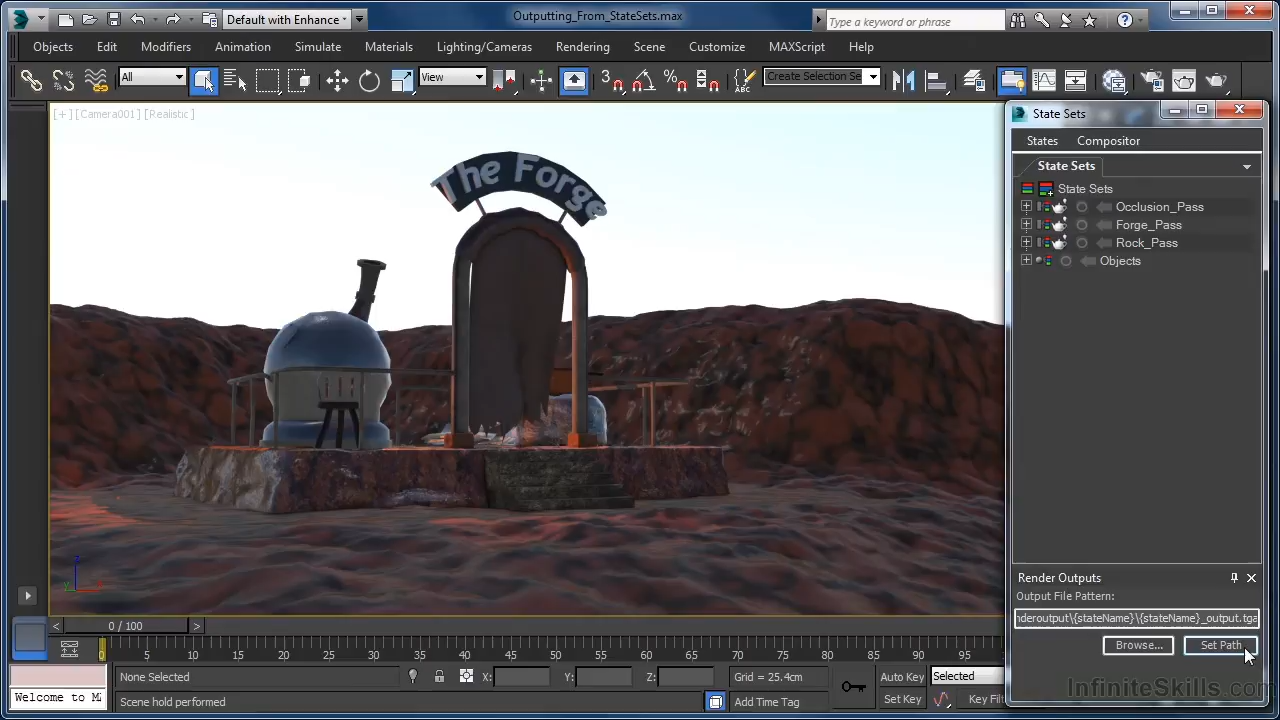 Default with Enhance
Outputting_From_StateSets.max
Type a keyword or phrase
Objects Edit Modifiers Animation Simulate Materials Lighting/Cameras Rendering Scene Customize MAXScript Help
All View 3 % ABC Create Selection Se
[+] [Camera001] [Realistic]
The Forge
State Sets
States Compositor
State Sets
State Sets
Occlusion_Pass
Forge_Pass
Rock_Pass
Objects
Render Outputs
Output File Pattern:
nderoutput\{stateName}\{stateName}_output.tga
Browse... Set Path
z
y x
< 0 / 100 >
0 5 10 15 20 25 30 35 40 45 50 55 60 65 70 75 80 85 90 95
None Selected X: Y: Z: Grid = 25.4cm Auto Key Selected
Welcome to M
Scene hold performed Add Time Tag Set Key Key Filt
InfiniteSkills.com